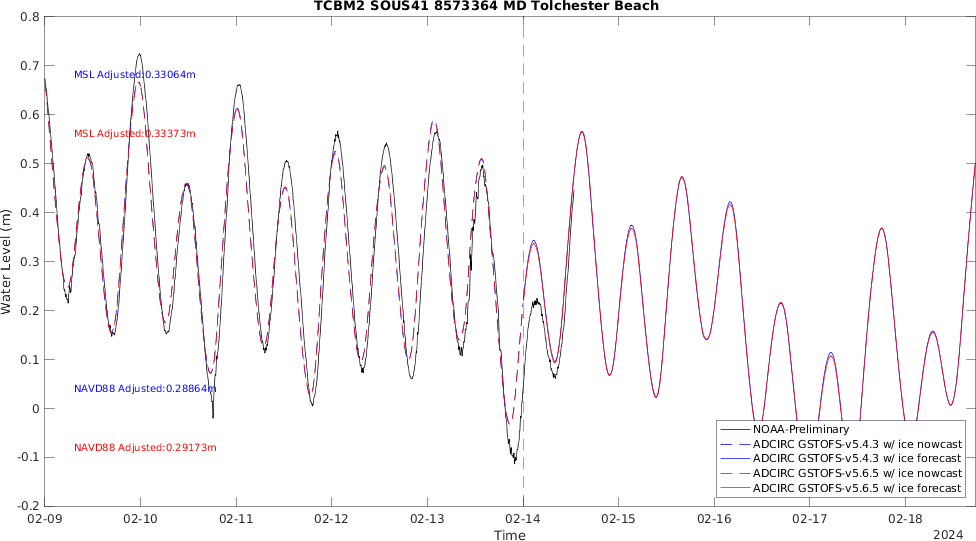 TCBM2 SOUS41 8573364 MD Tolchester Beach
0.8
0.7
0.6
0.5
0.4
0.3
0.2
0.1
0
-0.1
-0.2
Water Level (m)
MSL Adjusted:0.33064m
MSL Adjusted:0.33373m
NAVD88 Adjusted:0.28864m
NAVD88 Adjusted:0.29173m
NOAA-Preliminary
ADCIRC GSTOFS-v5.4.3 w/ ice nowcast
ADCIRC GSTOFS-v5.4.3 w/ ice forecast
ADCIRC GSTOFS-v5.6.5 w/ ice nowcast
ADCIRC GSTOFS-v5.6.5 w/ ice forecast
02-09 02-10 02-11 02-12 02-13 02-14 02-15 02-16 02-17 02-18
Time
2024